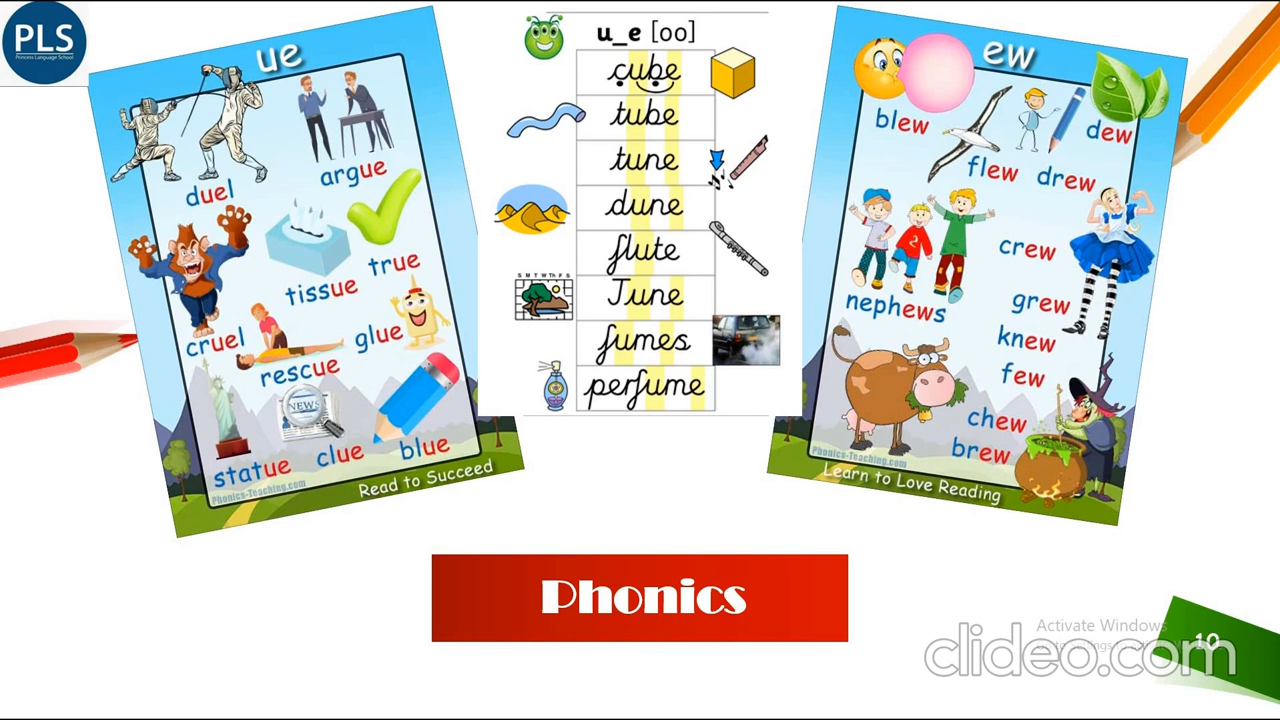 PLS
Princess Language School
ue
duel
argue
tissue
true
cruel
rescue
glue
NEWS
statue
clue
blue
Phonics-Teaching.com
Read to Succeed
u_e [oo]
cube
tube
tune
dune
flute
S M T W Th F S
June
fumes
perfume
ew
blew
flew
drew
dew
2
nephews
crew
grew
knew
few
chew
brew
Phonics-Teaching.com
Learn to Love Reading
Phonics
Activate Windows
10
clideo.com